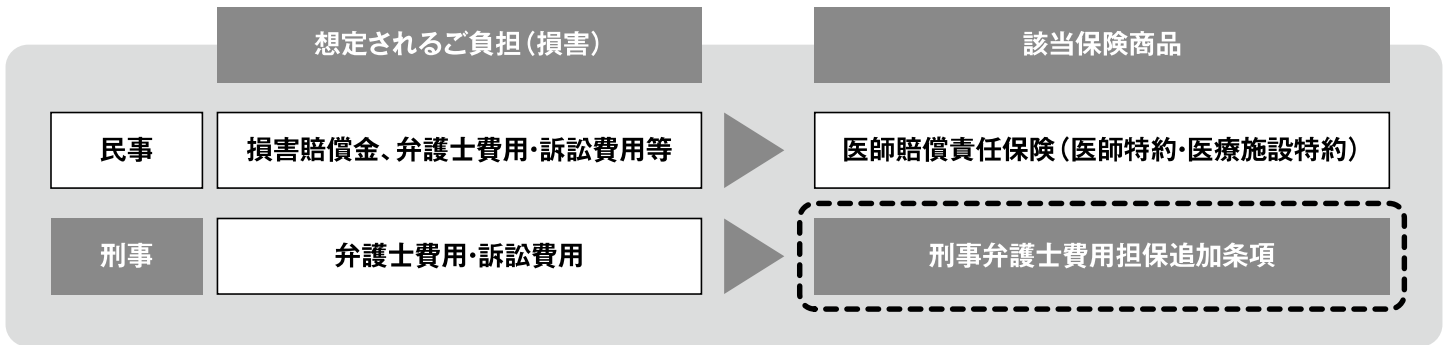 想定されるご負担（損害）
該当保険商品
民事
損害賠償金、弁護士費用・訴訟費用等
医師賠償責任保険（医師特約・医療施設特約）
刑事
弁護士費用・訴訟費用
刑事弁護士費用担保追加条項